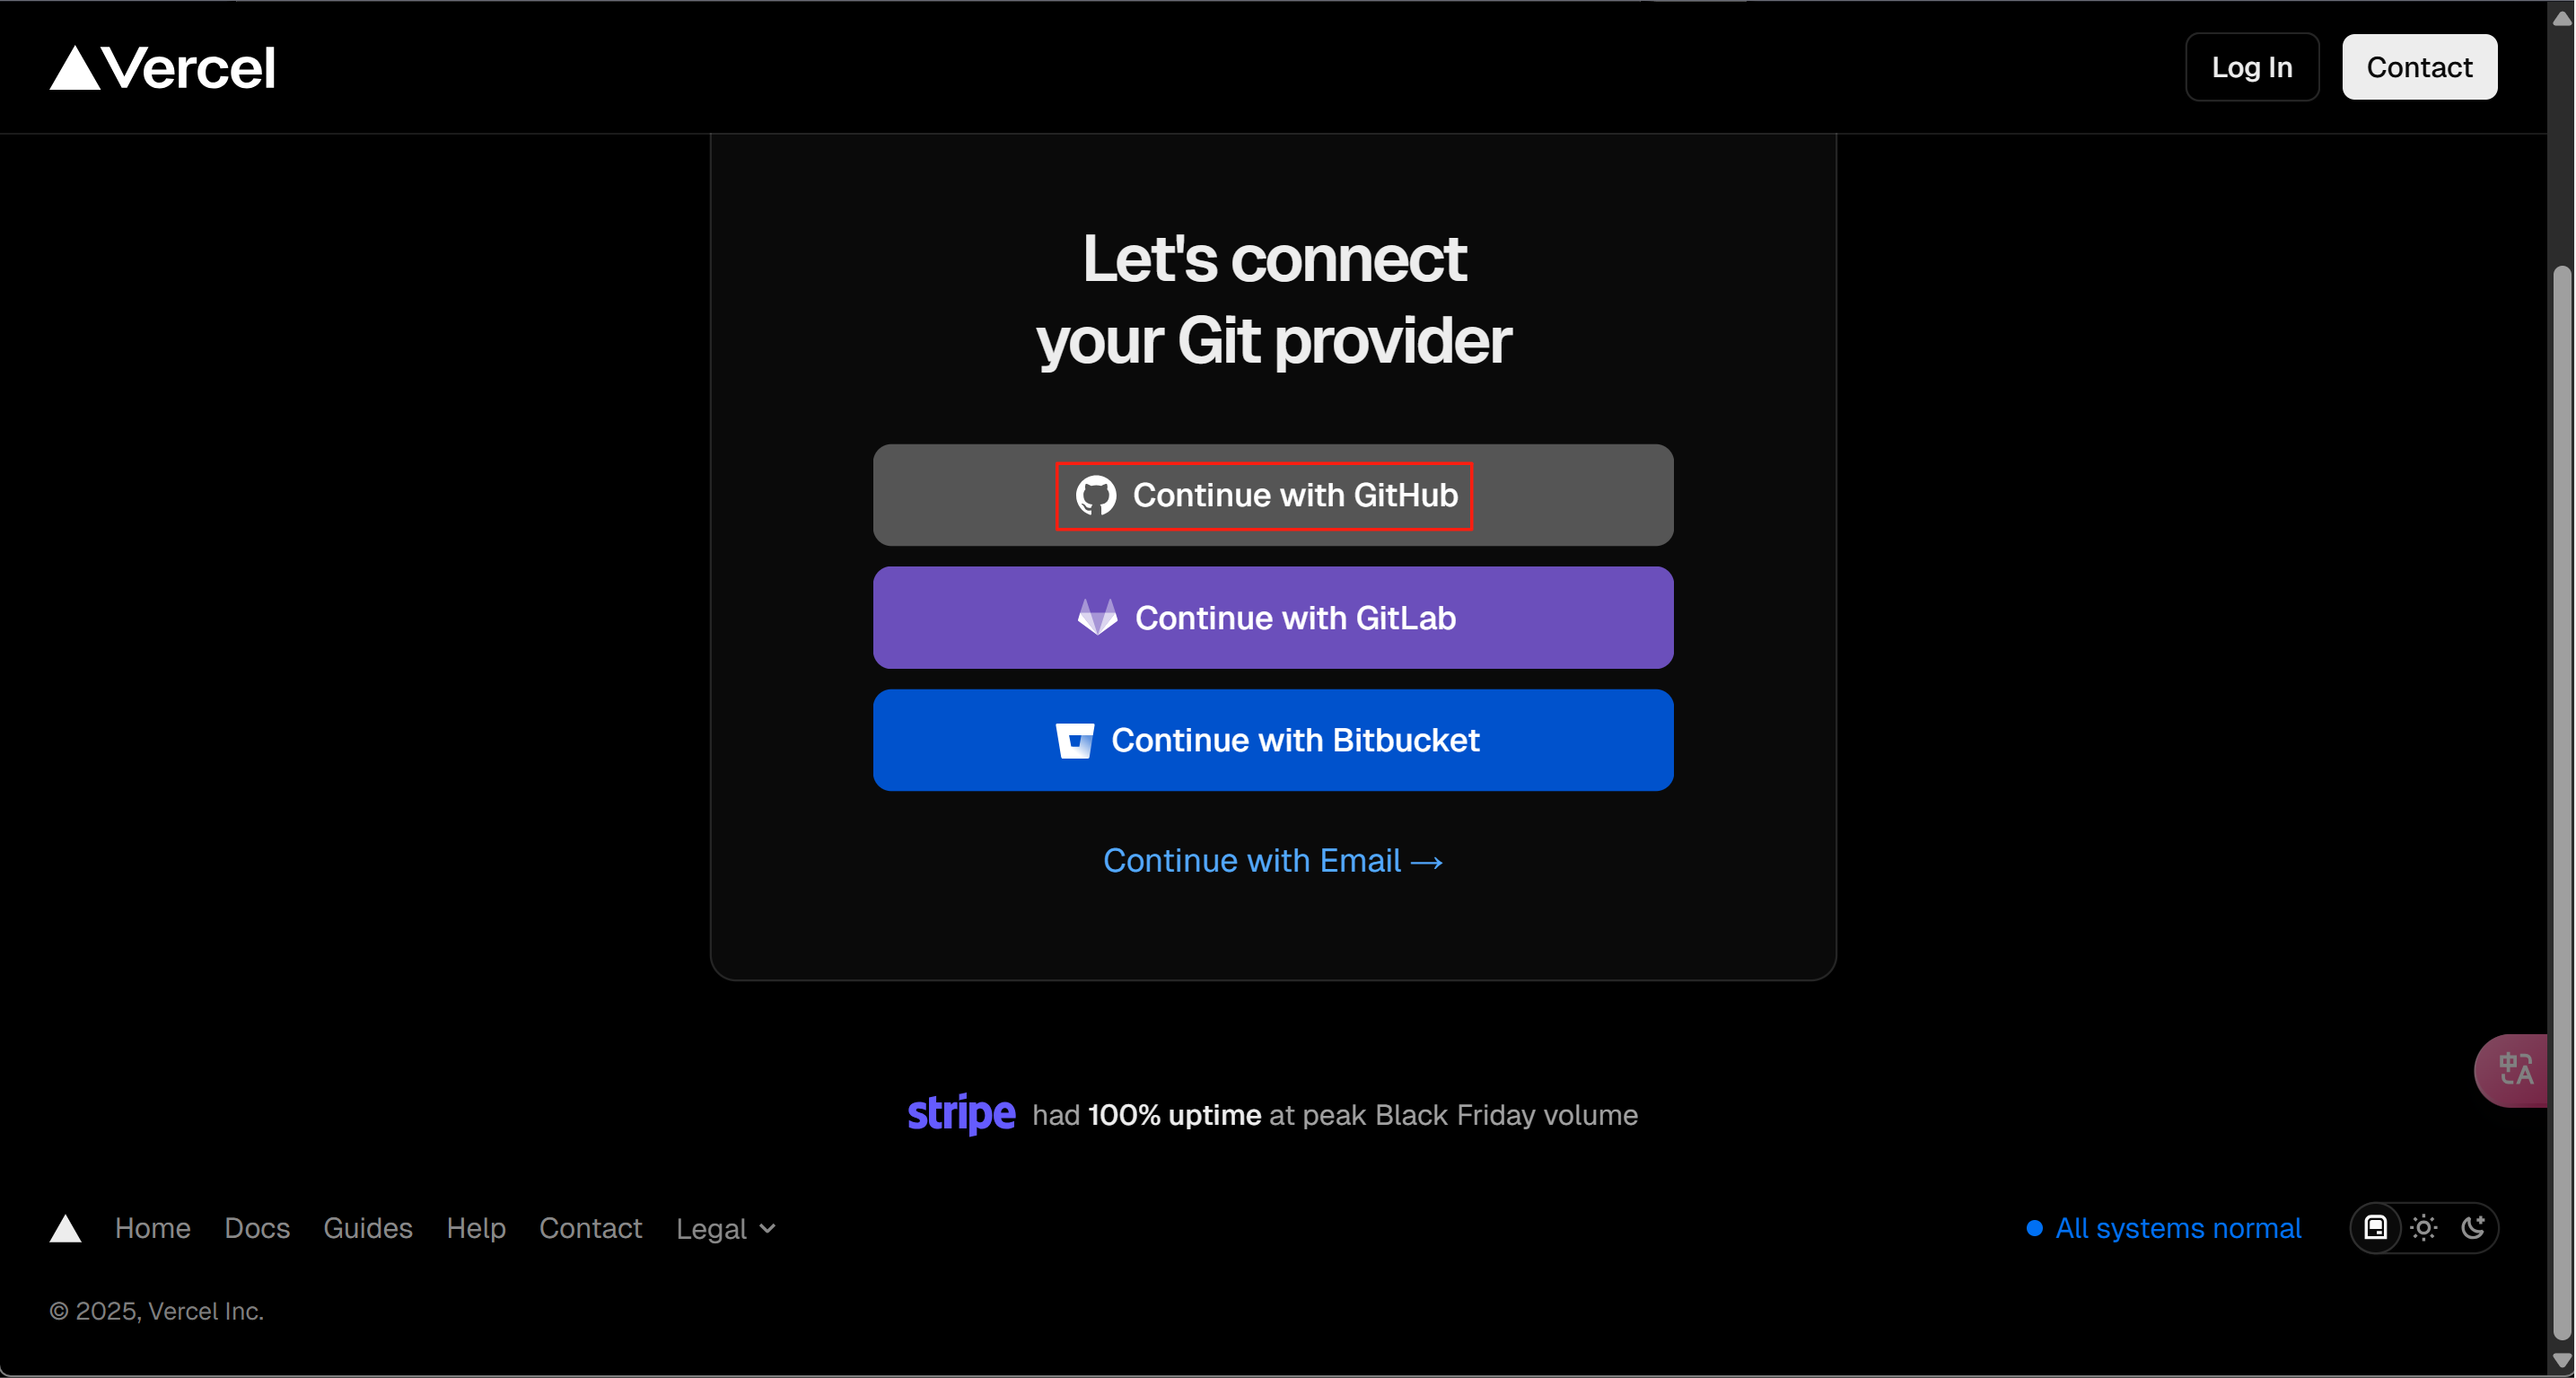 Vercel
Log In
Contact
Let's connect
your Git provider
Continue with GitHub
Continue with GitLab
Continue with Bitbucket
Continue with Email →
stripe had 100% uptime at peak Black Friday volume
Home Docs Guides Help Contact Legal
All systems normal
© 2025, Vercel Inc.